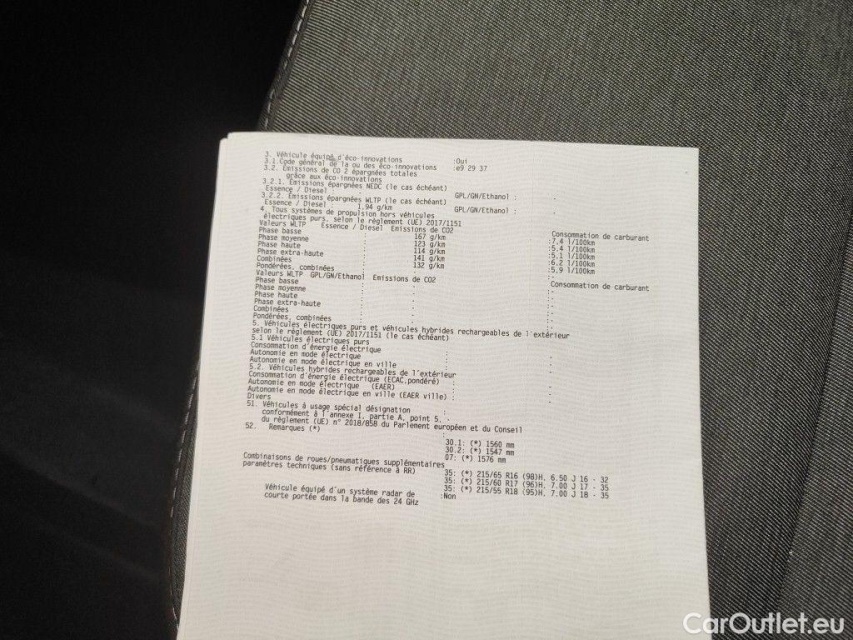 3. Véhicule équipé d'éco-innovations :Oui
3.1.Code général de la ou des éco-innovations :e9 29 37
3.2. Emissions de CO 2 épargnées totales
grâce aux éco-innovations
3.2.1. Emissions épargnées NEDC (le cas échéant)
Essence / Diesel : GPL/GN/Ethanol : -
3.2.2. Emissions épargnées WLTP (le cas échéant)
Essence / Diesel : 1.94 g/km GPL/GN/Ethanol : -
4. Tous systèmes de propulsion hors véhicules
électriques purs, selon le règlement (UE) 2017/1151
Valeurs WLTP Essence / Diesel Emissions de CO2 Consommation de carburant
Phase basse : 167 g/km :7.4 l/100km
Phase moyenne : 123 g/km :5.4 l/100km
Phase haute : 114 g/km :5.1 l/100km
Phase extra-haute : 141 g/km :6.2 l/100km
Combinées : 132 g/km :5.9 l/100km
Pondérées, combinées : - :-
Valeurs WLTP GPL/GN/Ethanol Emissions de CO2 Consommation de carburant
Phase basse : - :-
Phase moyenne : - :-
Phase haute : - :-
Phase extra-haute : - :-
Combinées : - :-
Pondérées, combinées : - :-
5. Véhicules électriques purs et véhicules hybrides rechargeables de l'extérieur
selon le règlement (UE) 2017/1151 (le cas échéant)
5.1 Véhicules électriques purs
Consommation d'énergie électrique : -
Autonomie en mode électrique : -
Autonomie en mode électrique en ville : -
5.2. Véhicules hybrides rechargeables de l'extérieur
Consommation d'énergie électrique (ECAC,pondéré) : -
Autonomie en mode électrique (EAER) : -
Autonomie en mode électrique en ville (EAER ville) : -
Divers
51. Véhicules à usage spécial désignation
conformément à l'annexe I, partie A, point 5, -
du règlement (UE) n° 2018/858 du Parlement européen et du Conseil
52. Remarques (*) :
30.1: (*) 1560 mm
30.2: (*) 1547 mm
07: (*) 1576 mm
Combinaisons de roues/pneumatiques supplémentaires
paramètres techniques (sans référence à RR)
35: (*) 215/65 R16 (98)H, 6.50 J 16 - 32
35: (*) 215/60 R17 (96)H, 7.00 J 17 - 35
35: (*) 215/55 R18 (95)H, 7.00 J 18 - 35
Véhicule équipé d'un système radar de :Non
courte portée dans la bande des 24 GHz
CarOutlet.eu